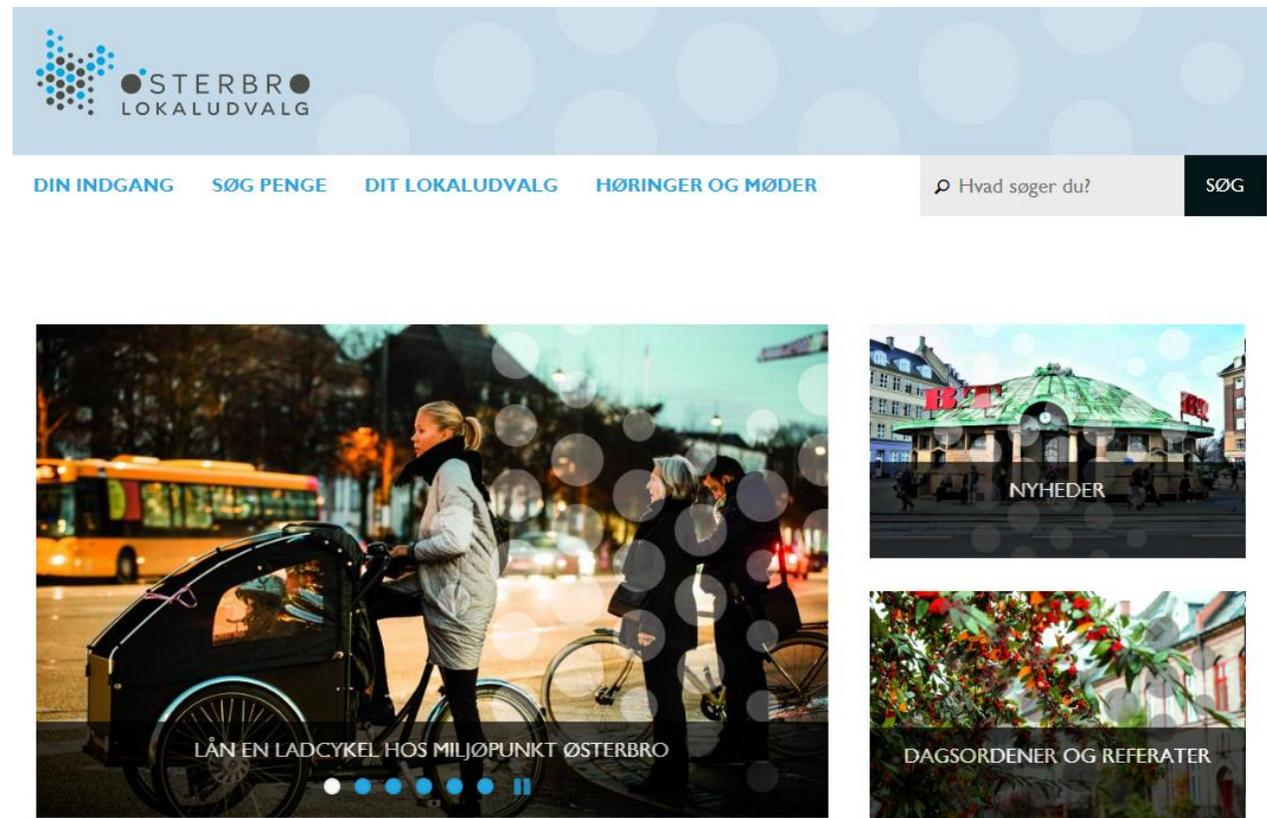 ØSTERBRO
LOKALUDVALG
DIN INDGANG SØG PENGE DIT LOKALUDVALG HØRINGER OG MØDER
Hvad søger du? SØG
BT
BT
NYHEDER
LÅN EN LADCYKEL HOS MILJØPUNKT ØSTERBRO
DAGSORDENER OG REFERATER